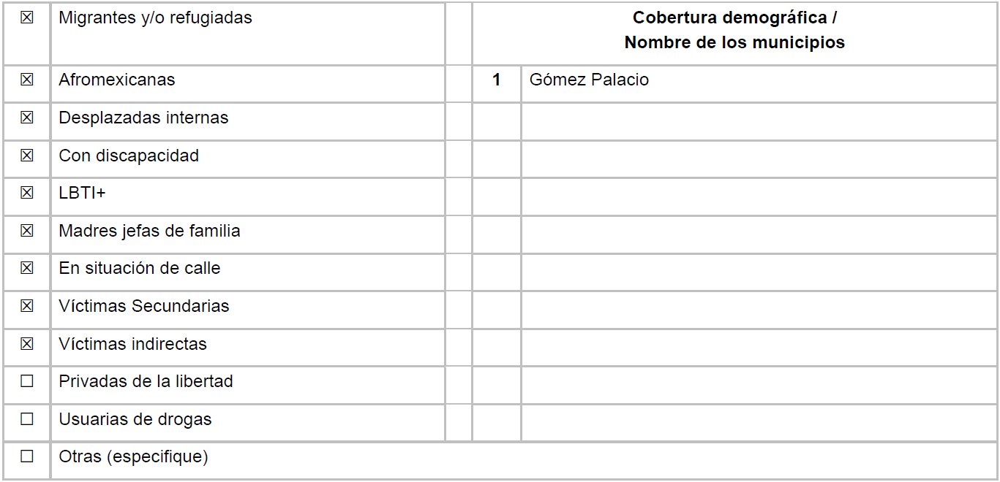 ☒ Migrantes y/o refugiadas
Cobertura demográfica /
Nombre de los municipios
☒ Afromexicanas 1 Gómez Palacio
☒ Desplazadas internas
☒ Con discapacidad
☒ LBTI+
☒ Madres jefas de familia
☒ En situación de calle
☒ Víctimas Secundarias
☒ Víctimas indirectas
☐ Privadas de la libertad
☐ Usuarias de drogas
☐ Otras (especifique)